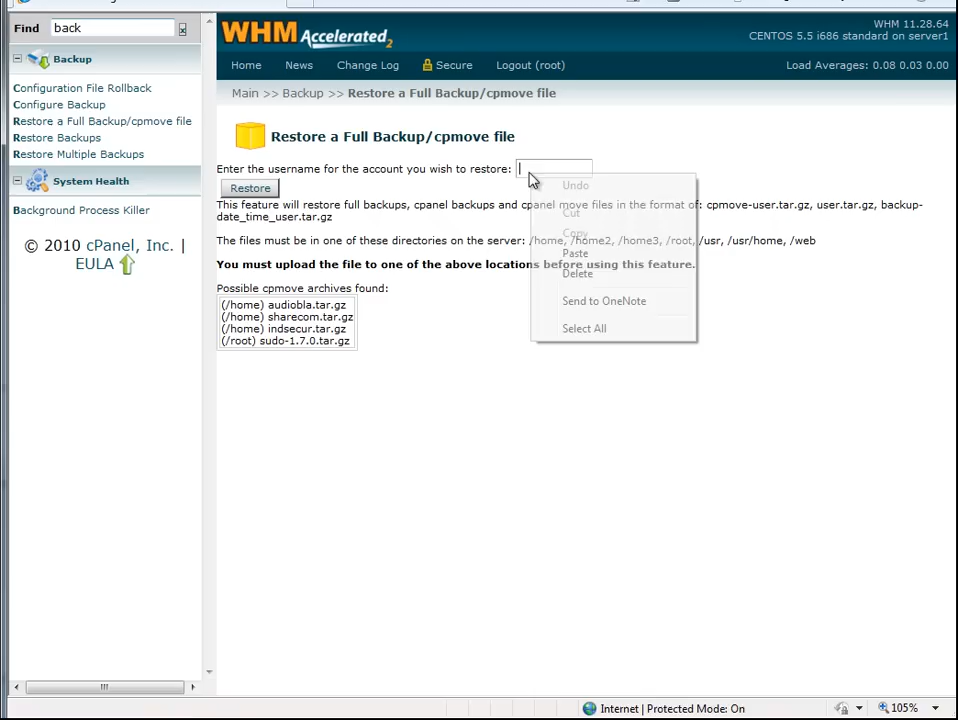 Find back
WHM Accelerated2
WHM 11.28.64
CENTOS 5.5 i686 standard on server1
Backup
Home News Change Log Secure Logout (root) Load Averages: 0.08 0.03 0.00
Configuration File Rollback
Configure Backup
Restore a Full Backup/cpmove file
Restore Backups
Restore Multiple Backups
System Health
Background Process Killer
© 2010 cPanel, Inc. |
EULA
Main >> Backup >> Restore a Full Backup/cpmove file
Restore a Full Backup/cpmove file
Enter the username for the account you wish to restore:
Restore
This feature will restore full backups, cpanel backups and cpanel move files in the format of: cpmove-user.tar.gz, user.tar.gz, backup-
date_time_user.tar.gz
The files must be in one of these directories on the server: /home, /home2, /home3, /root, /usr, /usr/home, /web
You must upload the file to one of the above locations before using this feature.
Possible cpmove archives found:
(/home) audiobla.tar.gz
(/home) sharecom.tar.gz
(/home) indsecur.tar.gz
(/root) sudo-1.7.0.tar.gz
Undo
Cut
Copy
Paste
Delete
Send to OneNote
Select All
Internet | Protected Mode: On
105%